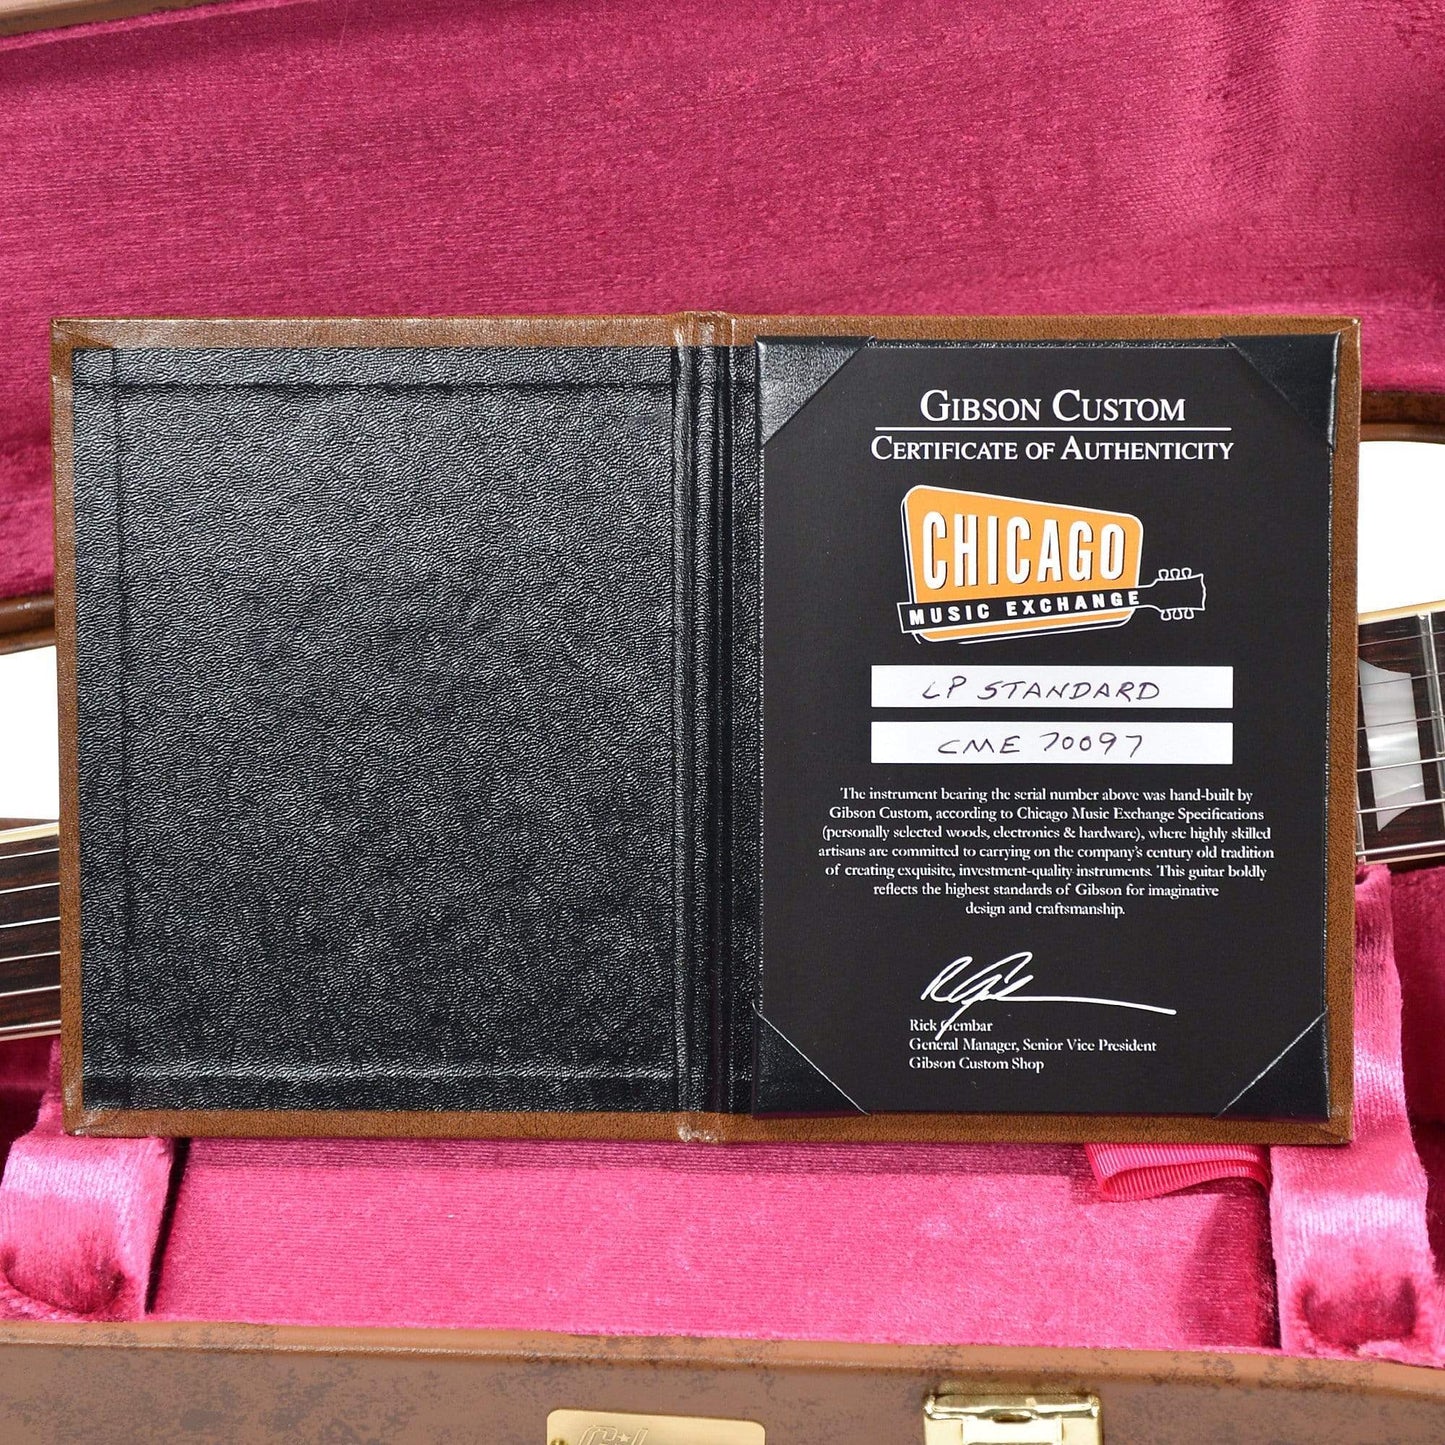 GIBSON CUSTOM
CERTIFICATE OF AUTHENTICITY
CHICAGO
MUSIC EXCHANGE
LP STANDARD
CME 70097
The instrument bearing the serial number above was hand-built by
Gibson Custom, according to Chicago Music Exchange Specifications
(personally selected woods, electronics & hardware), where highly skilled
artisans are committed to carrying on the company's century old tradition
of creating exquisite, investment-quality instruments. This guitar boldly
reflects the highest standards of Gibson for imaginative
design and craftsmanship.
Rick Gembar
General Manager, Senior Vice President
Gibson Custom Shop